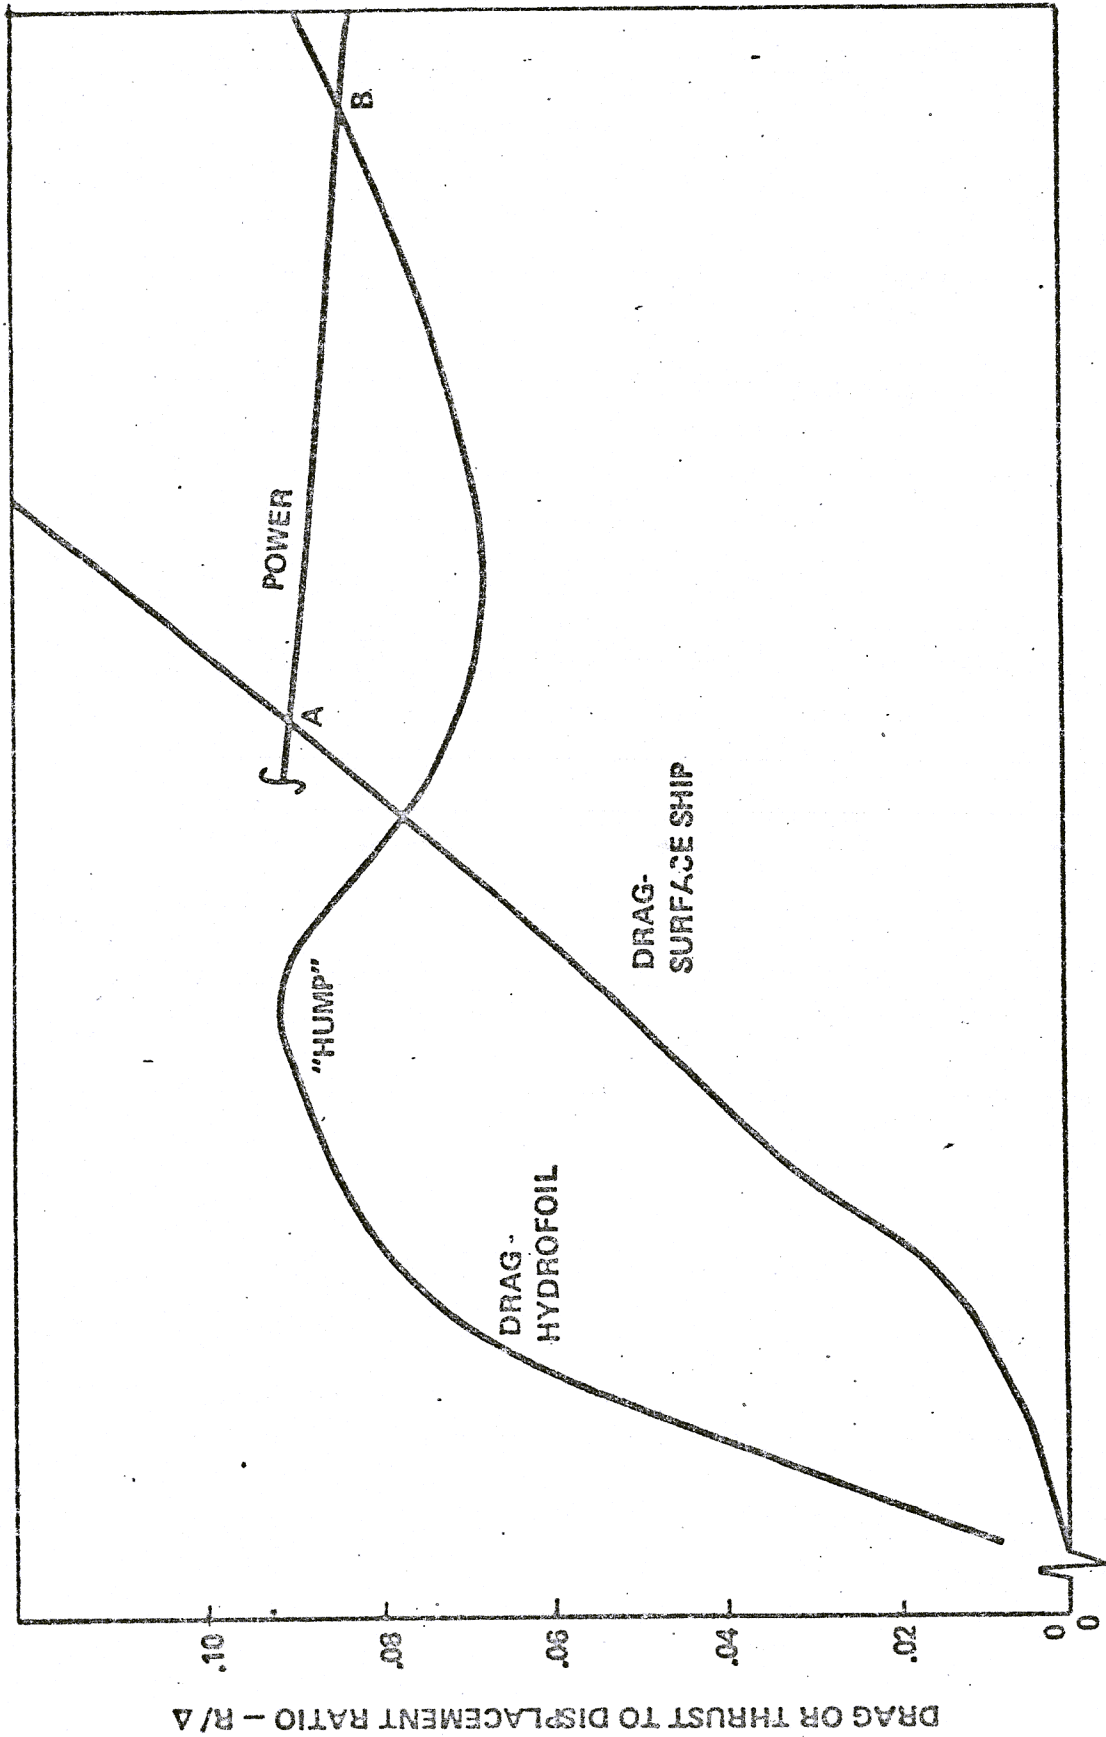 DRAG OR THRUST TO DISPLACEMENT RATIO – R/Δ
.10
.08
.06
.04
.02
0
0
DRAG -
HYDROFOIL
"HUMP"
DRAG-
SURFACE SHIP
A
POWER
B